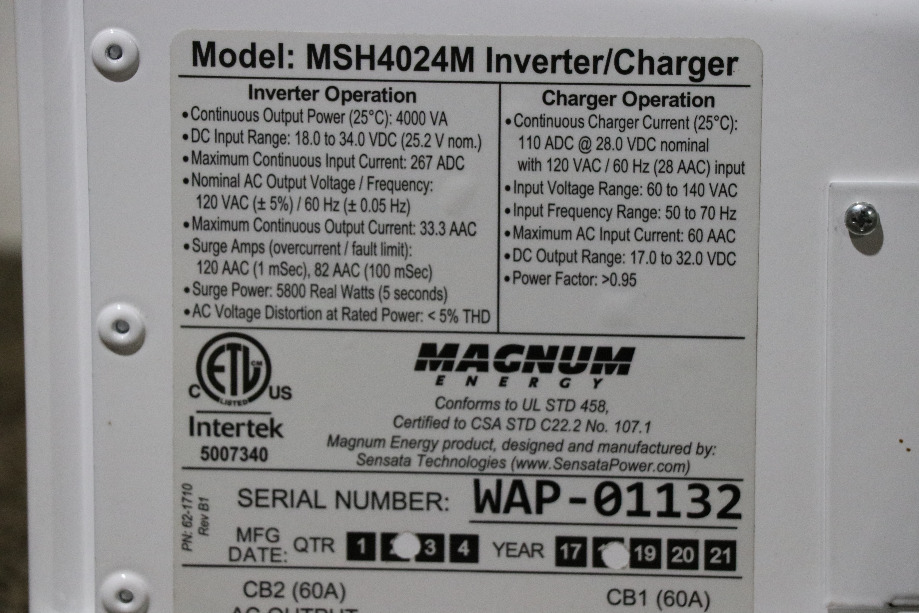 Model: MSH4024M Inverter/Charger
Inverter Operation
•Continuous Output Power (25°C): 4000 VA
•DC Input Range: 18.0 to 34.0 VDC (25.2 V nom.)
•Maximum Continuous Input Current: 267 ADC
•Nominal AC Output Voltage / Frequency:
120 VAC (± 5%) / 60 Hz (± 0.05 Hz)
•Maximum Continuous Output Current: 33.3 AAC
•Surge Amps (overcurrent / fault limit):
120 AAC (1 mSec), 82 AAC (100 mSec)
•Surge Power: 5800 Real Watts (5 seconds)
•AC Voltage Distortion at Rated Power: < 5% THD
Charger Operation
•Continuous Charger Current (25°C):
110 ADC @ 28.0 VDC nominal
with 120 VAC / 60 Hz (28 AAC) input
•Input Voltage Range: 60 to 140 VAC
•Input Frequency Range: 50 to 70 Hz
•Maximum AC Input Current: 60 AAC
•DC Output Range: 17.0 to 32.0 VDC
•Power Factor: >0.95
C ETL CM US
LISTED
Intertek
5007340
MAGNUM
ENERGY
Conforms to UL STD 458,
Certified to CSA STD C22.2 No. 107.1
Magnum Energy product, designed and manufactured by:
Sensata Technologies (www.SensataPower.com)
PN: 62-1710
Rev B1
SERIAL NUMBER: WAP-01132
MFG
DATE: QTR 1 3 4 YEAR 17 19 20 21
CB2 (60A)
AC OUTPUT
CB1 (60A)